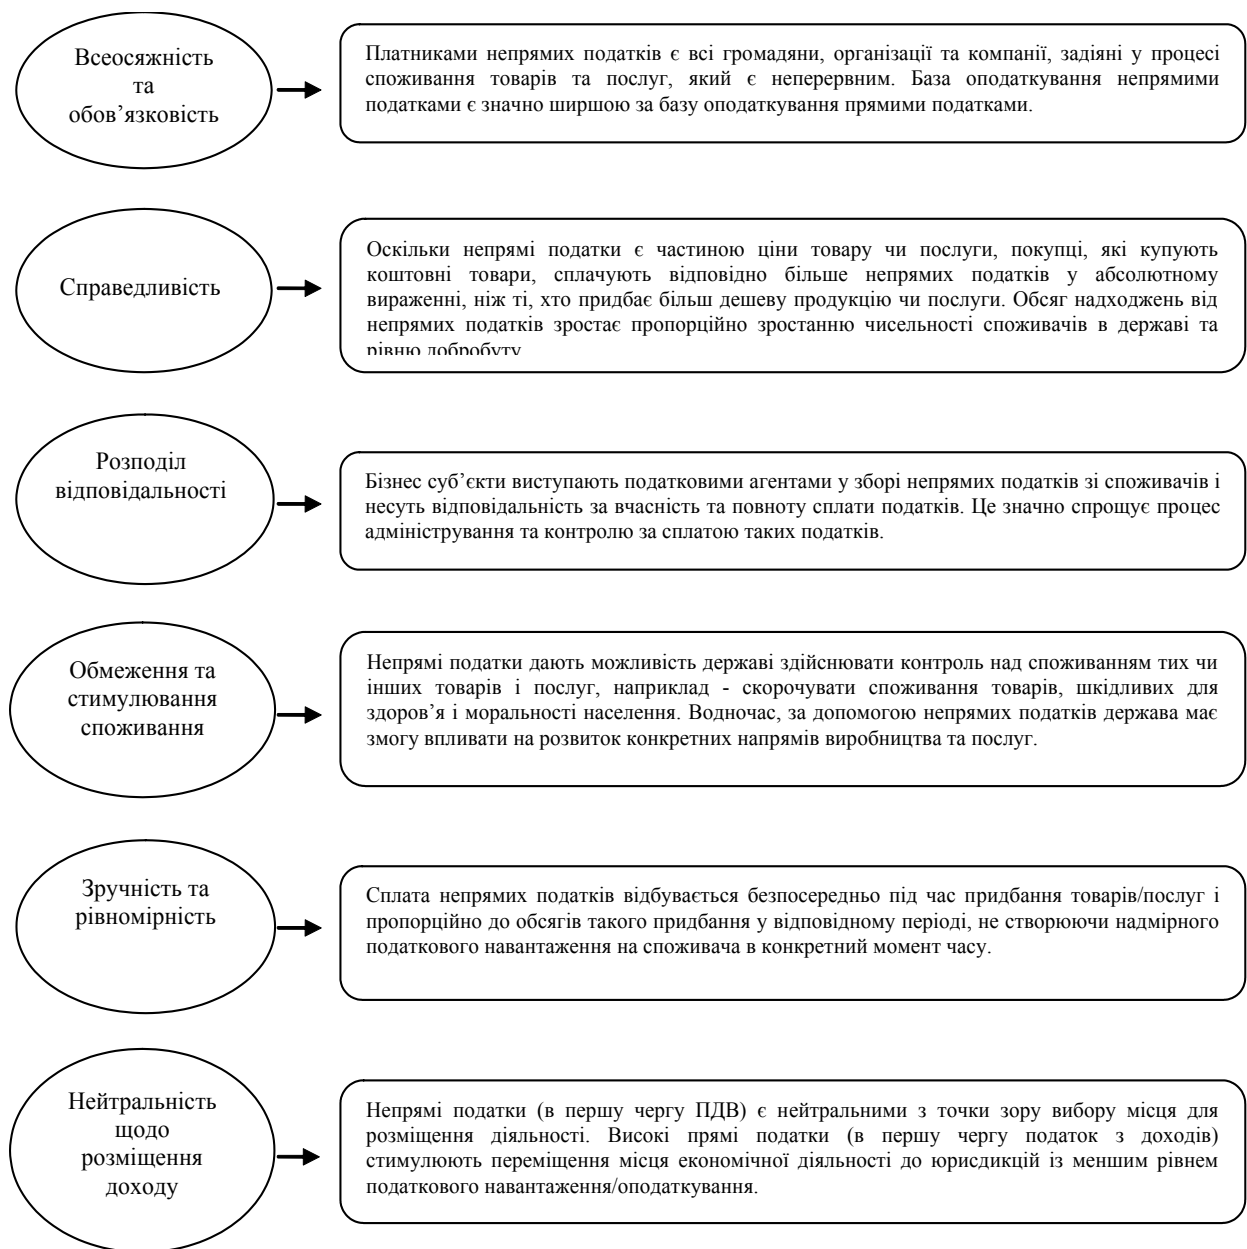 Всеосяжність
та
обов’язковість
Платниками непрямих податків є всі громадяни, організації та компанії, задіяні у процесі
споживання товарів та послуг, який є неперервним. База оподаткування непрямими
податками є значно ширшою за базу оподаткування прямими податками.
Справедливість
Оскільки непрямі податки є частиною ціни товару чи послуги, покупці, які купують
коштовні товари, сплачують відповідно більше непрямих податків у абсолютному
вираженні, ніж ті, хто придбає більш дешеву продукцію чи послуги. Обсяг надходжень від
непрямих податків зростає пропорційно зростанню чисельності споживачів в державі та
рівню добробуту
Розподіл
відповідальності
Бізнес суб’єкти виступають податковими агентами у зборі непрямих податків зі споживачів і
несуть відповідальність за вчасність та повноту сплати податків. Це значно спрощує процес
адміністрування та контролю за сплатою таких податків.
Обмеження та
стимулювання
споживання
Непрямі податки дають можливість державі здійснювати контроль над споживанням тих чи
інших товарів і послуг, наприклад - скорочувати споживання товарів, шкідливих для
здоров’я і моральності населення. Водночас, за допомогою непрямих податків держава має
змогу впливати на розвиток конкретних напрямів виробництва та послуг.
Зручність та
рівномірність
Сплата непрямих податків відбувається безпосередньо під час придбання товарів/послуг і
пропорційно до обсягів такого придбання у відповідному періоді, не створюючи надмірного
податкового навантаження на споживача в конкретний момент часу.
Нейтральність
щодо
розміщення
доходу
Непрямі податки (в першу чергу ПДВ) є нейтральними з точки зору вибору місця для
розміщення діяльності. Високі прямі податки (в першу чергу податок з доходів)
стимулюють переміщення місця економічної діяльності до юрисдикцій із меншим рівнем
податкового навантаження/оподаткування.